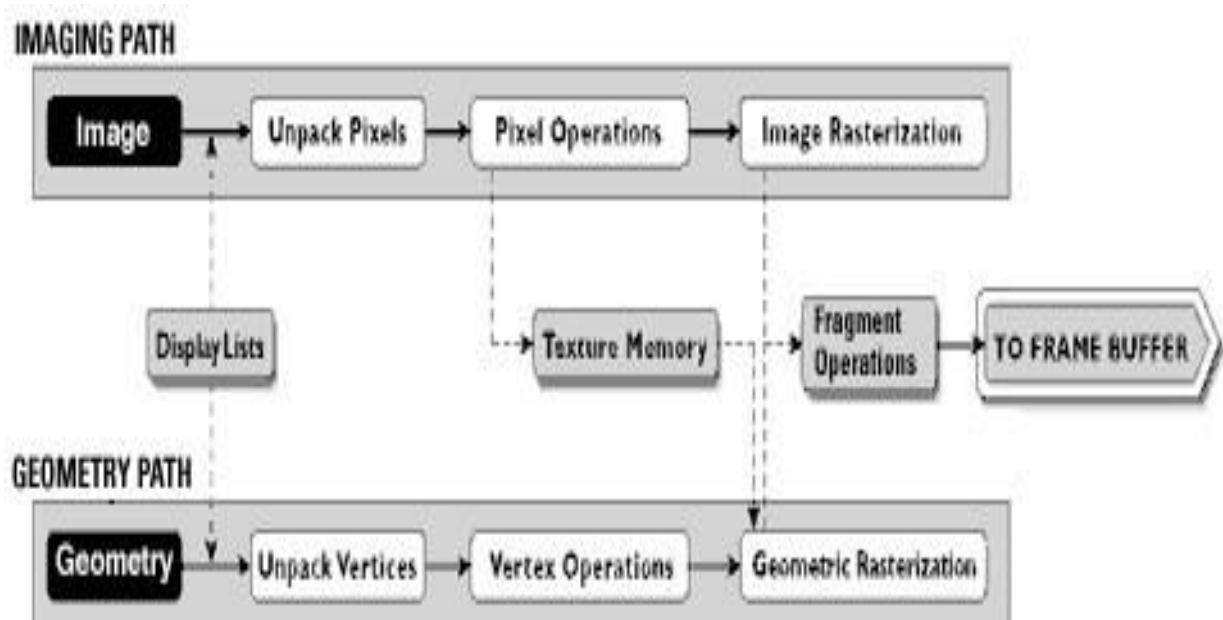 IMAGING PATH
Image
Unpack Pixels
Pixel Operations
Image Rasterization
Display Lists
Texture Memory
Fragment
Operations
TO FRAME BUFFER
GEOMETRY PATH
Geometry
Unpack Vertices
Vertex Operations
Geometric Rasterization